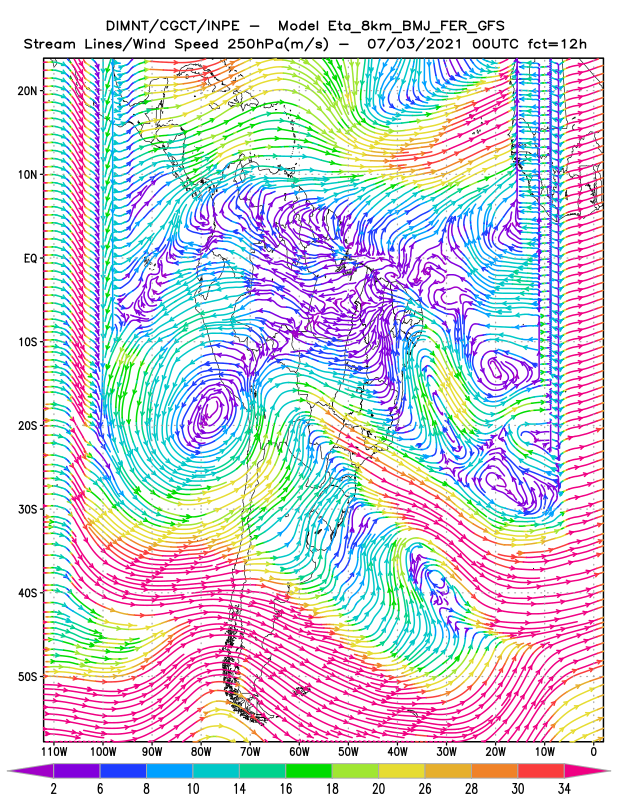 DIMNT/CGCT/INPE — Model Eta_8km_BMJ_FER_GFS
Stream Lines/Wind Speed 250hPa(m/s) — 07/03/2021 00UTC fct=12h
20N
10N
EQ
10S
20S
30S
40S
50S
110W 100W 90W 80W 70W 60W 50W 40W 30W 20W 10W 0
2 6 8 10 14 16 18 20 26 28 30 34